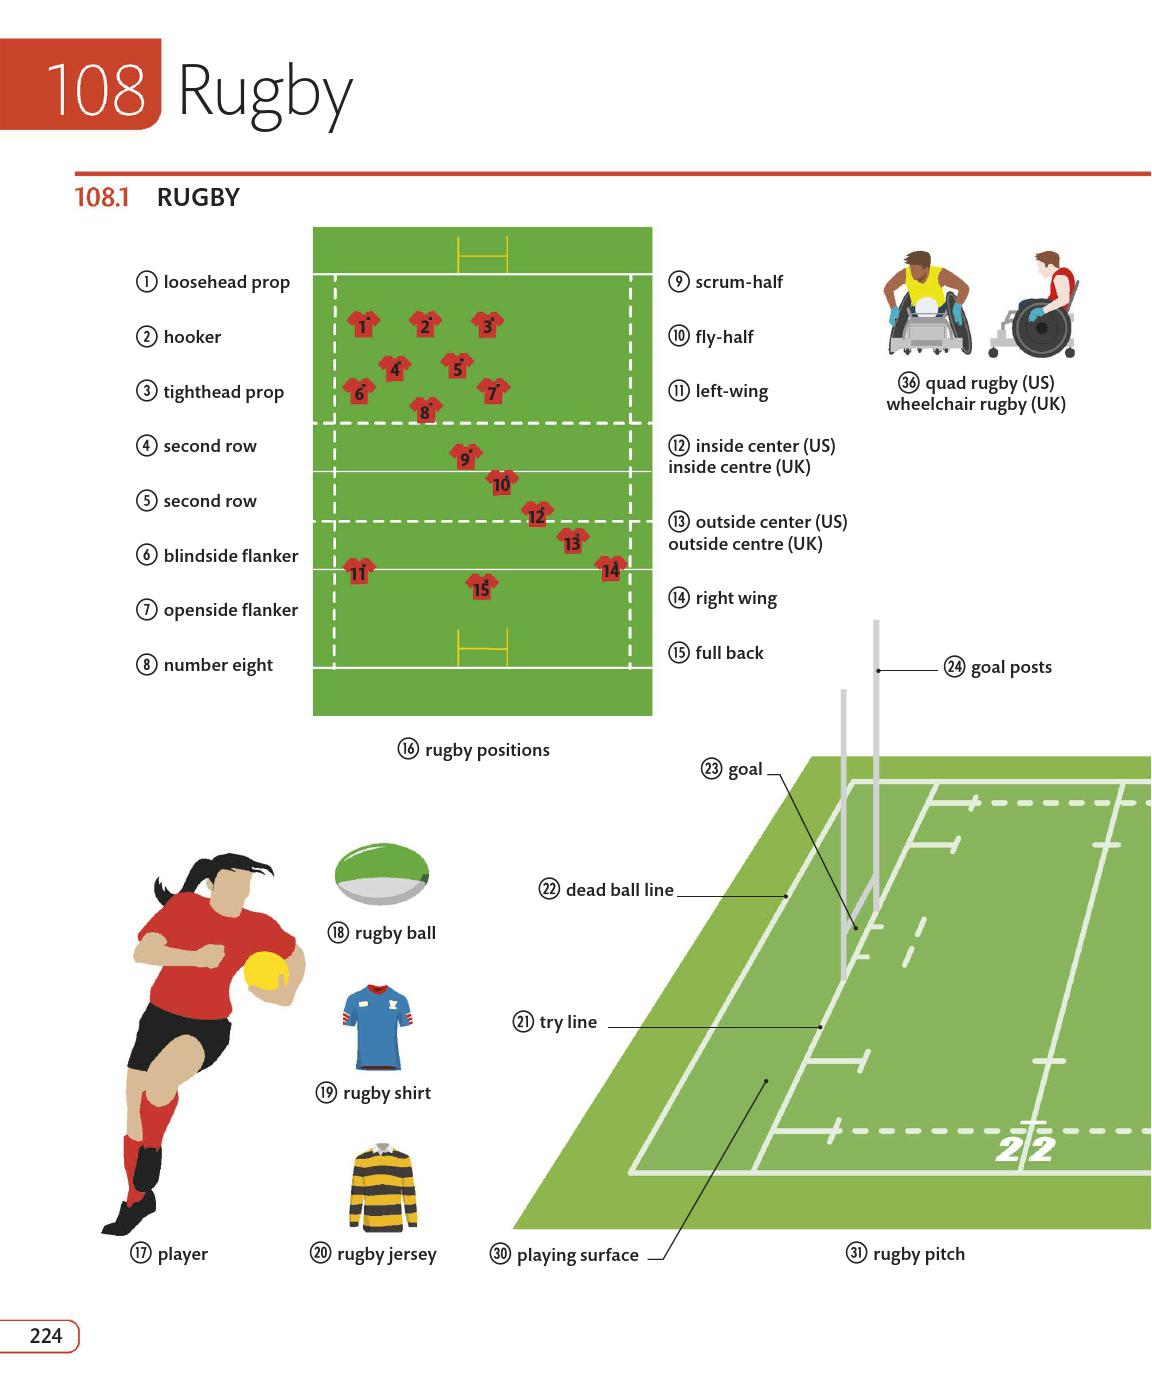 108 Rugby
108.1 RUGBY
1 loosehead prop
2 hooker
3 tighthead prop
4 second row
5 second row
6 blindside flanker
7 openside flanker
8 number eight
1 2 3
4 5
6 7
8
9
10
12
13
11 14
15
9 scrum-half
10 fly-half
11 left-wing
12 inside center (US)
inside centre (UK)
13 outside center (US)
outside centre (UK)
14 right wing
15 full back
16 rugby positions
36 quad rugby (US)
wheelchair rugby (UK)
24 goal posts
23 goal
22 dead ball line
21 try line
22
30 playing surface
31 rugby pitch
17 player
18 rugby ball
19 rugby shirt
20 rugby jersey
224